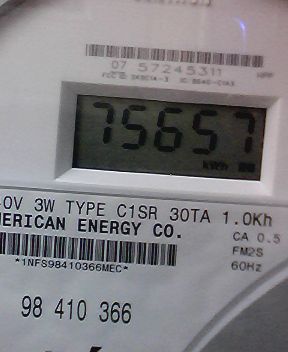 07 57245311
75657
kWh
0V 3W TYPE C1SR 30TA 1.0Kh
MERICAN ENERGY CO.
CA 0.5
FM2S
*1NFS98410366MEC*
60Hz
98 410 366